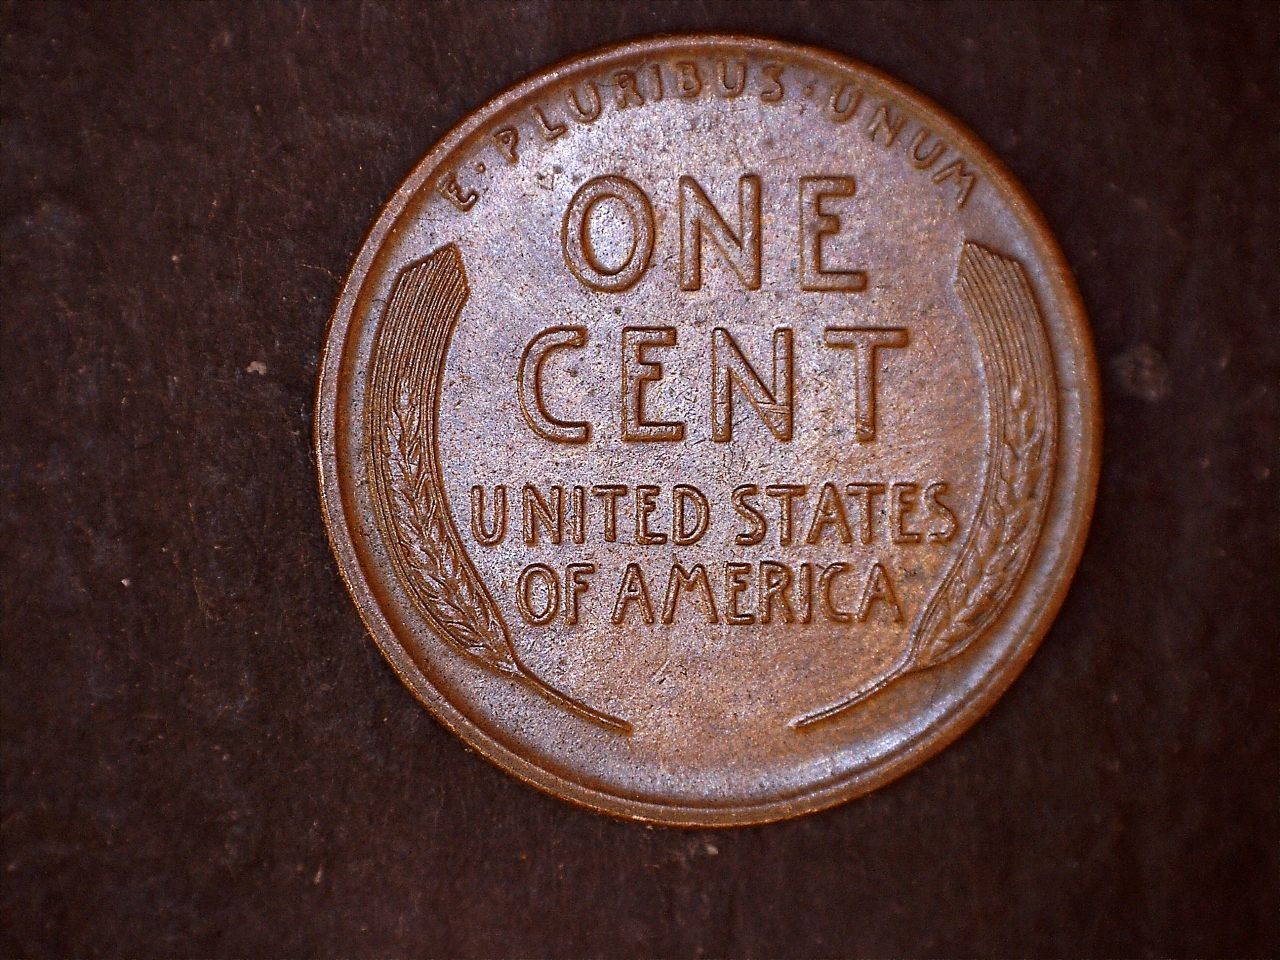 E·PLURIBUS·UNUM
ONE
CENT
UNITED STATES
OF AMERICA